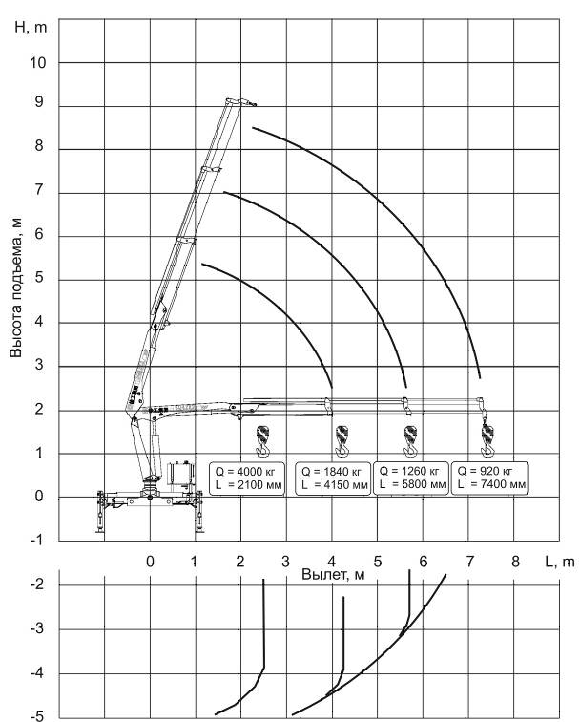 H, m
10
9
8
7
6
5
4
3
2
1
0
-1
Высота подъема, м
Q = 4000 кг
L = 2100 мм
Q = 1840 кг
L = 4150 мм
Q = 1260 кг
L = 5800 мм
Q = 920 кг
L = 7400 мм
0 1 2 3 4 5 6 7 8 L, m
Вылет, м
-2
-3
-4
-5